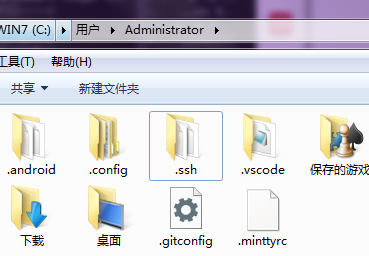 WIN7 (C:) 用户 Administrator
工具(T) 帮助(H)
共享 新建文件夹
.android .config .ssh .vscode 保存的游戏
下载 桌面 .gitconfig .minttyrc